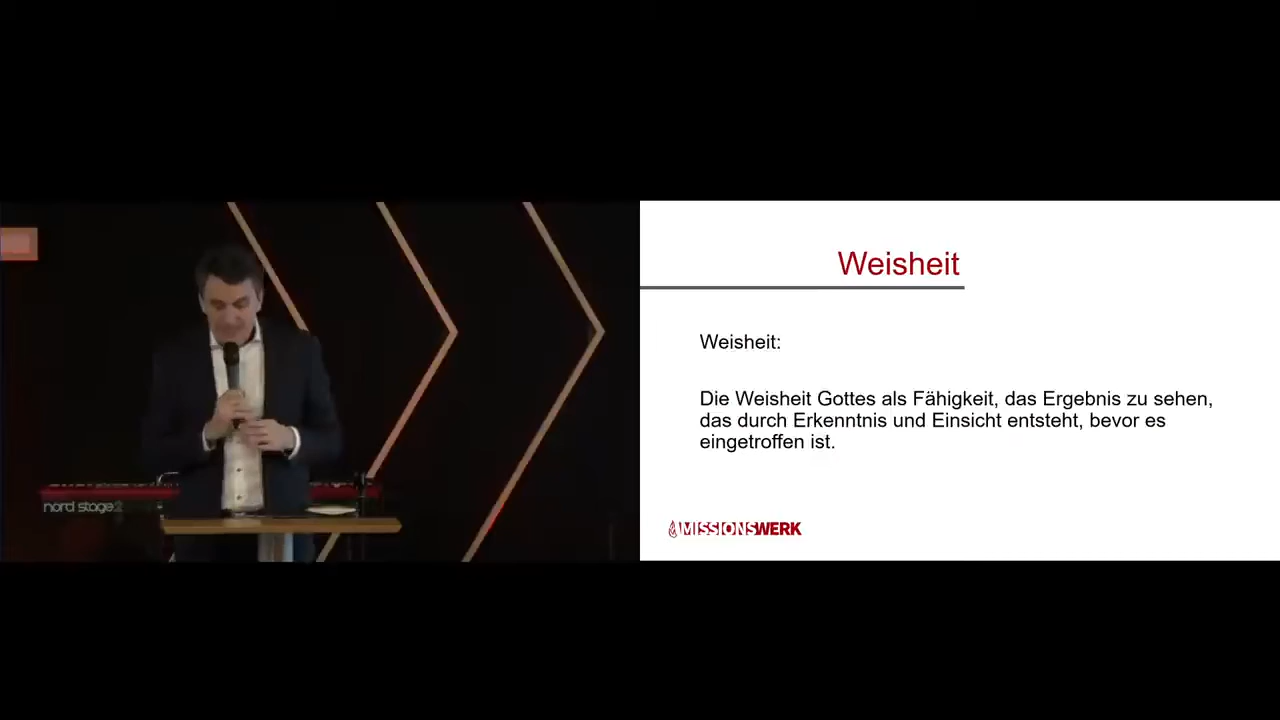 nord stage 2
Weisheit
Weisheit:
Die Weisheit Gottes als Fähigkeit, das Ergebnis zu sehen,
das durch Erkenntnis und Einsicht entsteht, bevor es
eingetroffen ist.
MISSIONSWERK